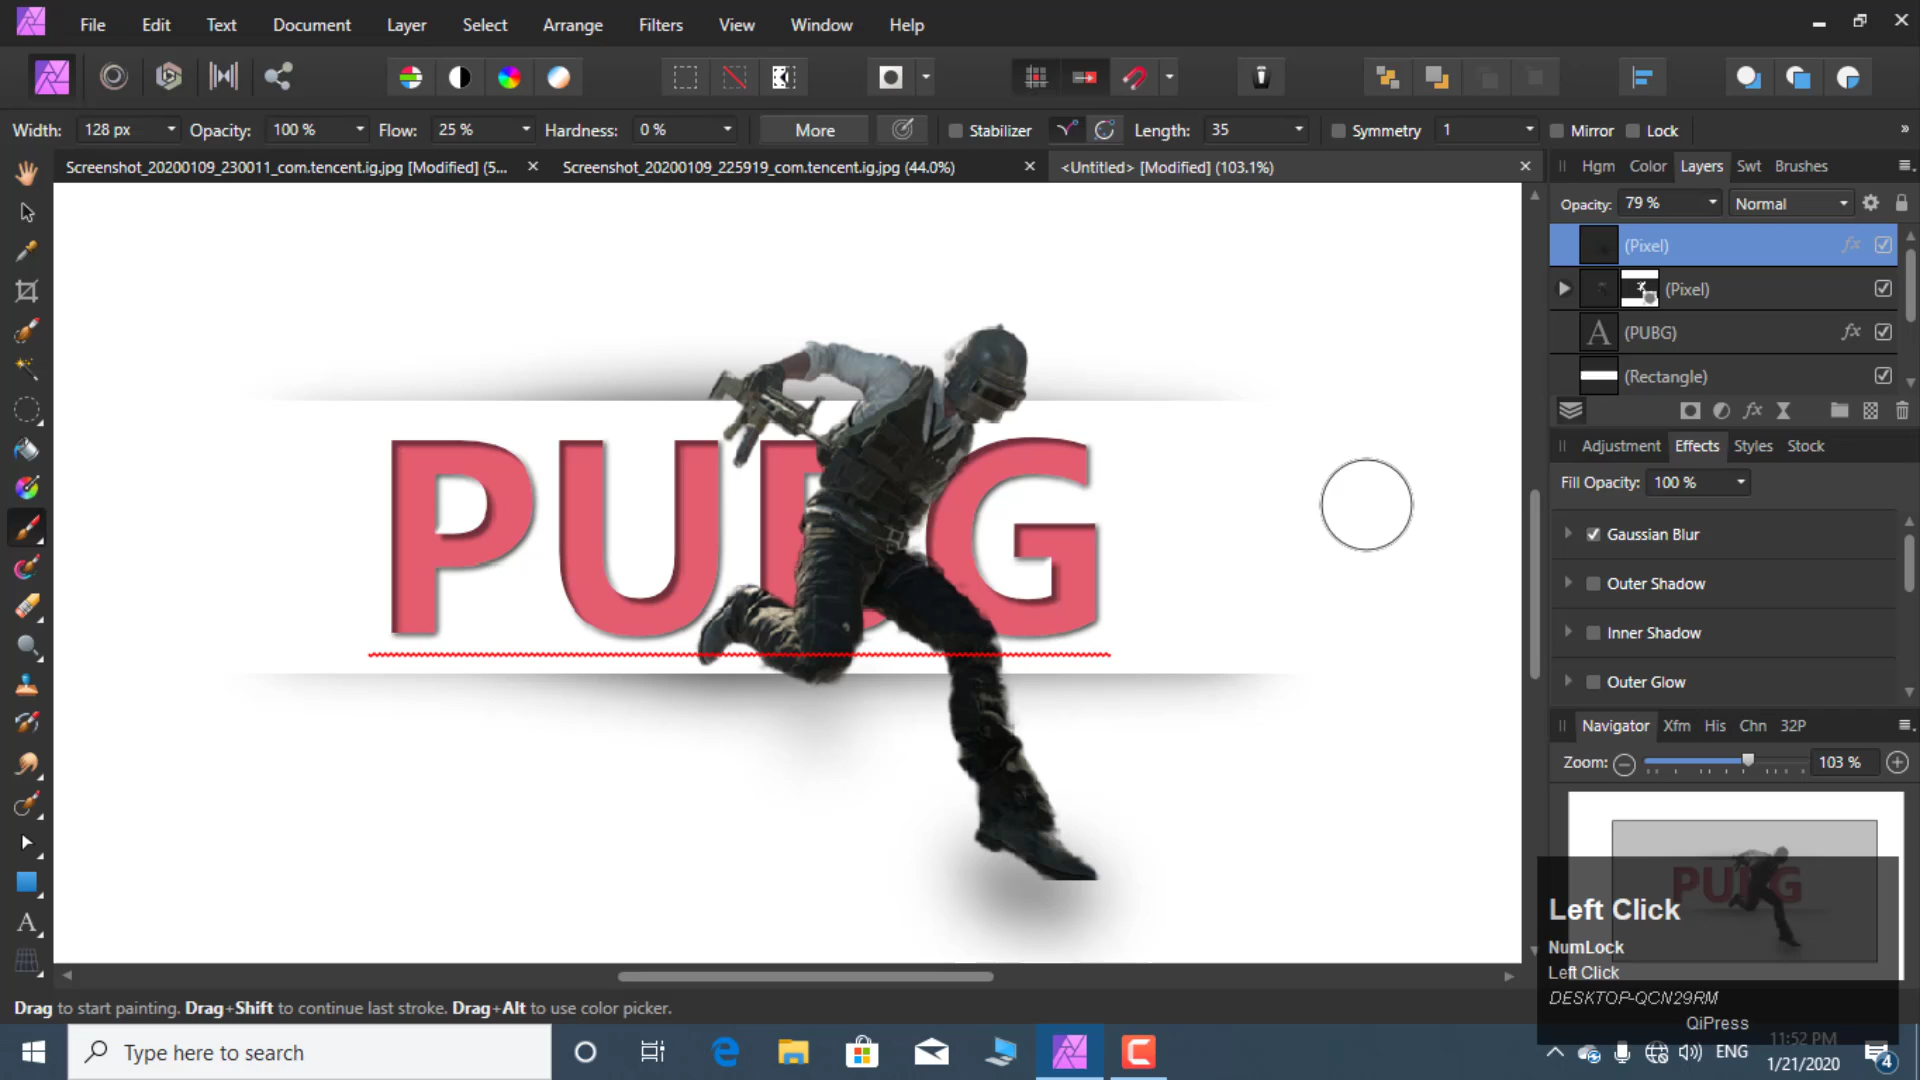 File Edit Text Document Layer Select Arrange Filters View Window Help
Width: 128 px Opacity: 100 % Flow: 25 % Hardness: 0 % More Stabilizer Length: 35 Symmetry 1 Mirror Lock »
Screenshot_20200109_230011_com.tencent.ig.jpg [Modified] (5... Screenshot_20200109_225919_com.tencent.ig.jpg (44.0%) <Untitled> [Modified] (103.1%)
Hgm Color Layers Swt Brushes
Opacity: 79 % Normal
(Pixel) fx
(Pixel)
A (PUBG) fx
(Rectangle)
fx
Adjustment Effects Styles Stock
Fill Opacity: 100 %
Gaussian Blur
Outer Shadow
Inner Shadow
Outer Glow
Navigator Xfm His Chn 32P
Zoom: 103 %
PUBG
PUBG
Left Click
NumLock
Left Click
DESKTOP-QCN29RM
QiPress
Drag to start painting. Drag+Shift to continue last stroke. Drag+Alt to use color picker.
Type here to search
ENG
11:52 PM
1/21/2020
4